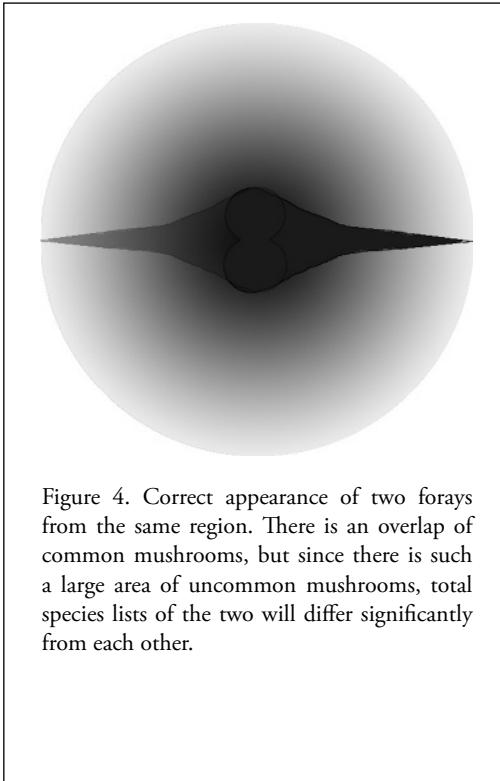 Figure 4. Correct appearance of two forays
from the same region. There is an overlap of
common mushrooms, but since there is such
a large area of uncommon mushrooms, total
species lists of the two will differ significantly
from each other.